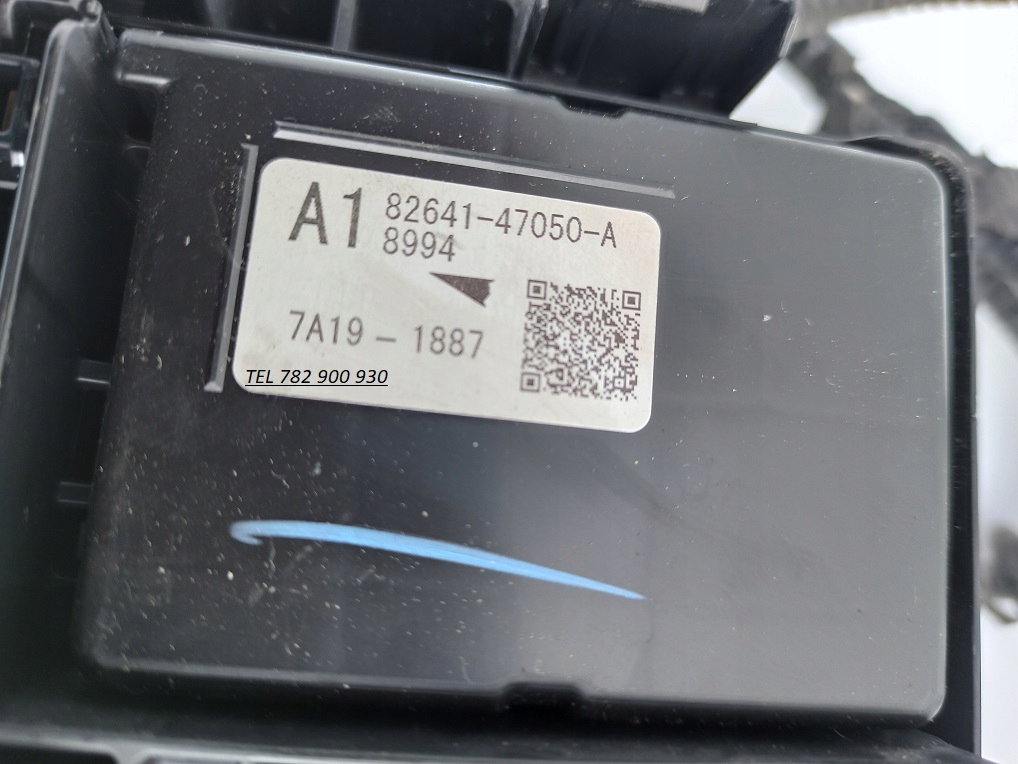 A1 82641-47050-A
8994
7A19 - 1887
TEL 782 900 930